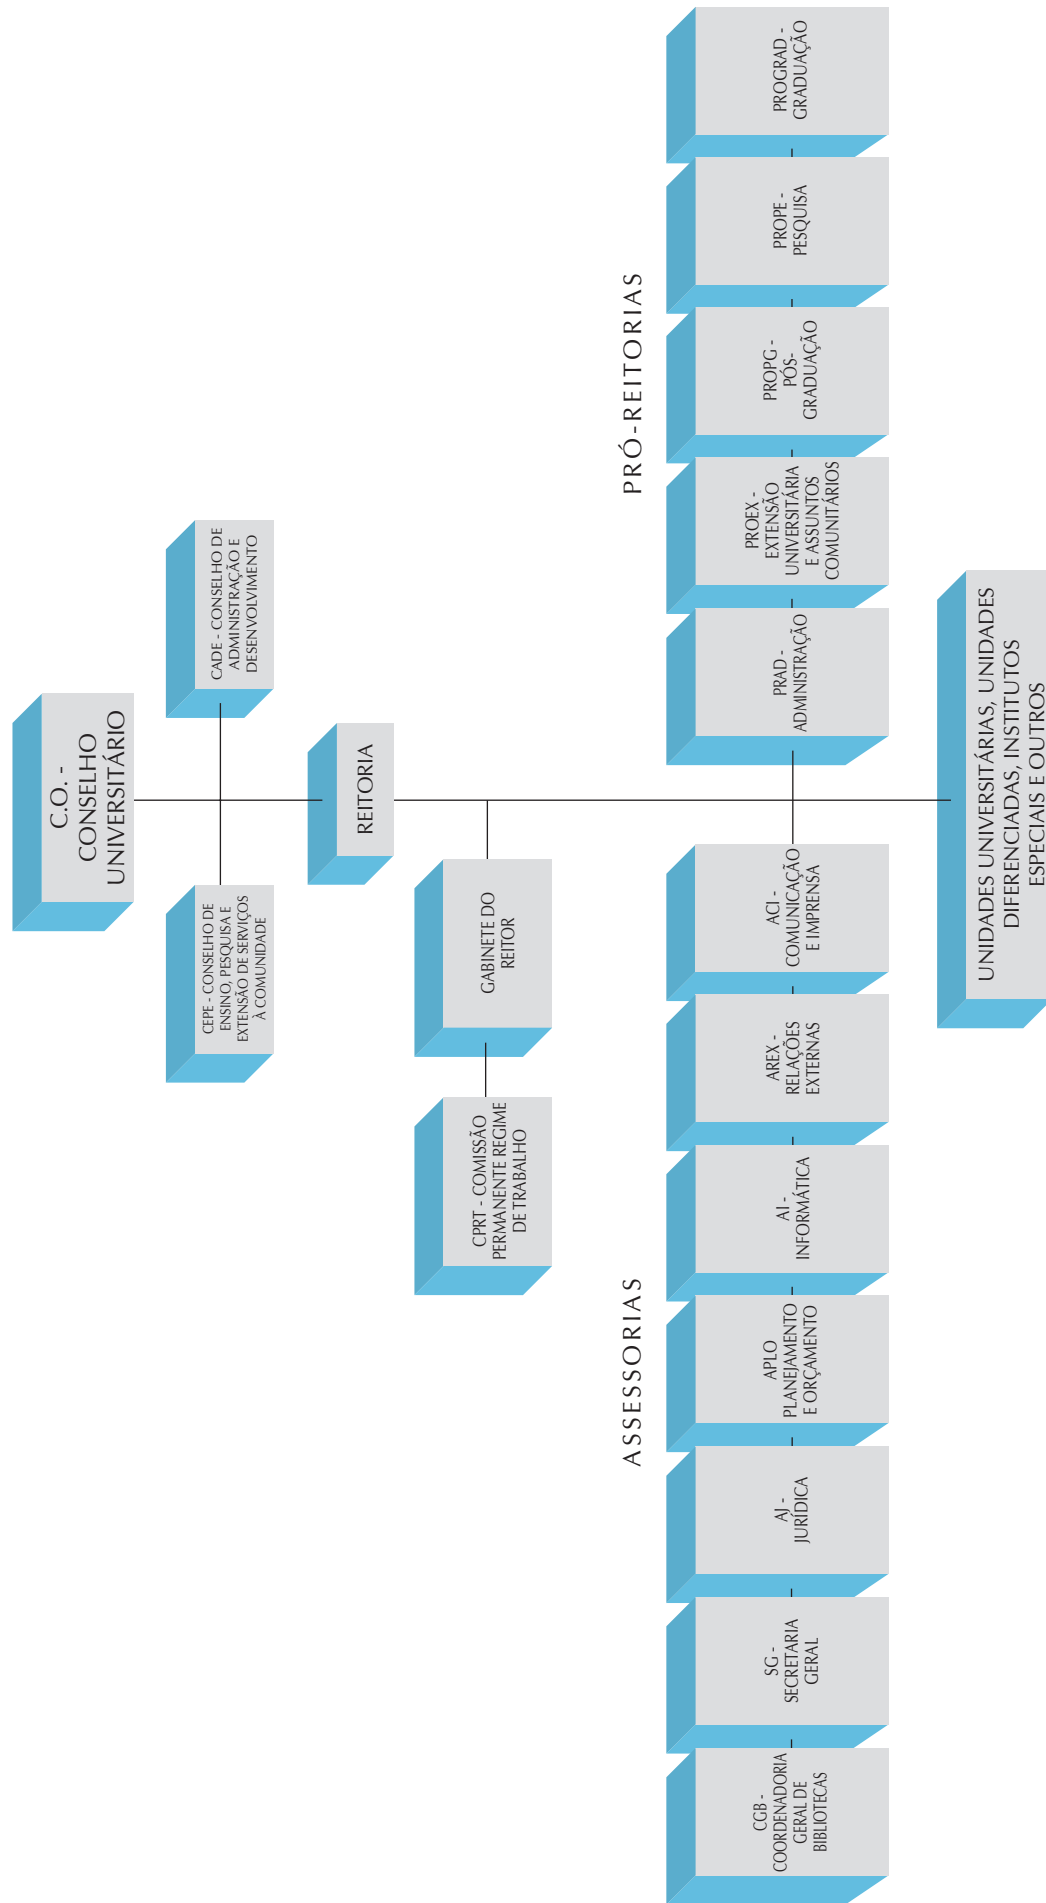 C.O. -
CONSELHO
UNIVERSITÁRIO
CEPE - CONSELHO DE
ENSINO, PESQUISA E
EXTENSÃO DE SERVIÇOS
À COMUNIDADE
CADE - CONSELHO DE
ADMINISTRAÇÃO E
DESENVOLVIMENTO
REITORIA
CPRT - COMISSÃO
PERMANENTE REGIME
DE TRABALHO
GABINETE DO
REITOR
ASSESSORIAS
PRÓ-REITORIAS
CGB -
COORDENADORIA
GERAL DE
BIBLIOTECAS
SG -
SECRETARIA
GERAL
AJ -
JURÍDICA
APLO
PLANEJAMENTO
E ORÇAMENTO
AI -
INFORMÁTICA
AREX -
RELAÇÕES
EXTERNAS
ACI -
COMUNICAÇÃO
E IMPRENSA
PRAD -
ADMINISTRAÇÃO
PROEX -
EXTENSÃO
UNIVERSITÁRIA
E ASSUNTOS
COMUNITÁRIOS
PROPG -
PÓS-
GRADUAÇÃO
PROPE -
PESQUISA
PROGRAD -
GRADUAÇÃO
UNIDADES UNIVERSITÁRIAS, UNIDADES
DIFERENCIADAS, INSTITUTOS
ESPECIAIS E OUTROS